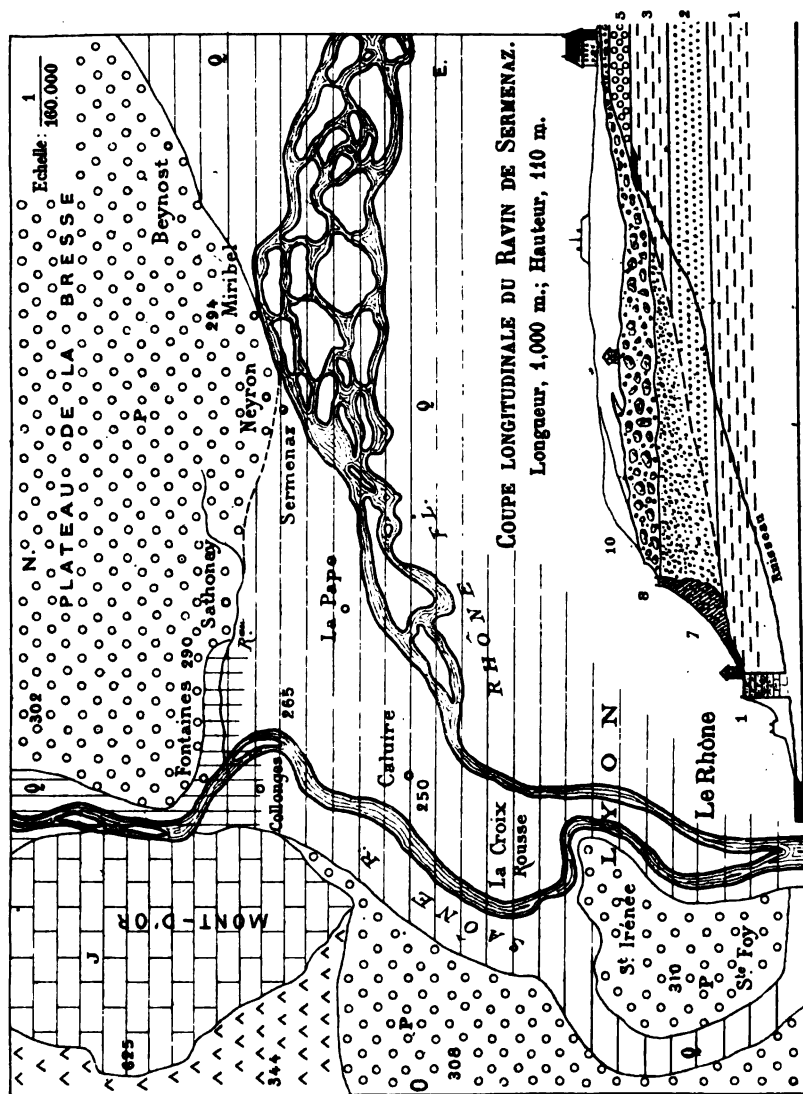 Echelle: 1
160.000
N.
PLATEAU DE LA BRESSE
302
P
Beynost
Q
294
Miribel
Neyron
Sathonay
Fontaines 290
Q
Rau
Sermenaz
265
Collonges
J
MONT-D'OR
625
344
La Pape
Caluire
250
E.
Q
FL.
RHÔNE
R.
SAÔNE
P
308
O
La Croix
Rousse
LYON
St Irénée
310
P
Ste Foy
Q
Le Rhône
COUPE LONGITUDINALE DU RAVIN DE SERMENAZ.
Longueur, 1,000 m.; Hauteur, 110 m.
10
8
7
1
Ruisseau
5
3
2
1